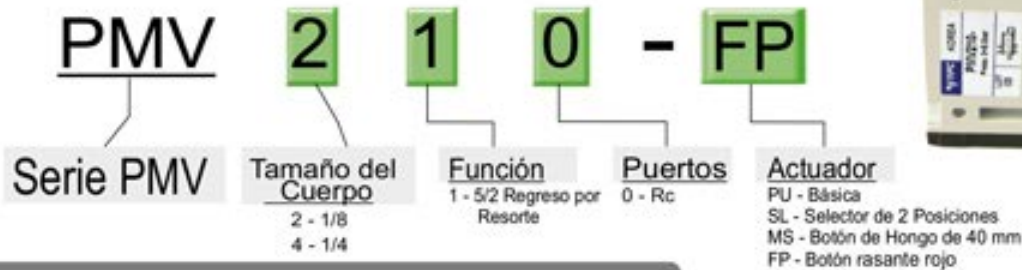 PMV 2 1 0 - FP
Serie PMV
Tamaño del
Cuerpo
2 - 1/8
4 - 1/4
Función
1 - 5/2 Regreso por
Resorte
Puertos
0 - Rc
Actuador
PU - Básica
SL - Selector de 2 Posiciones
MS - Botón de Hongo de 40 mm
FP - Botón rasante rojo
KOREA